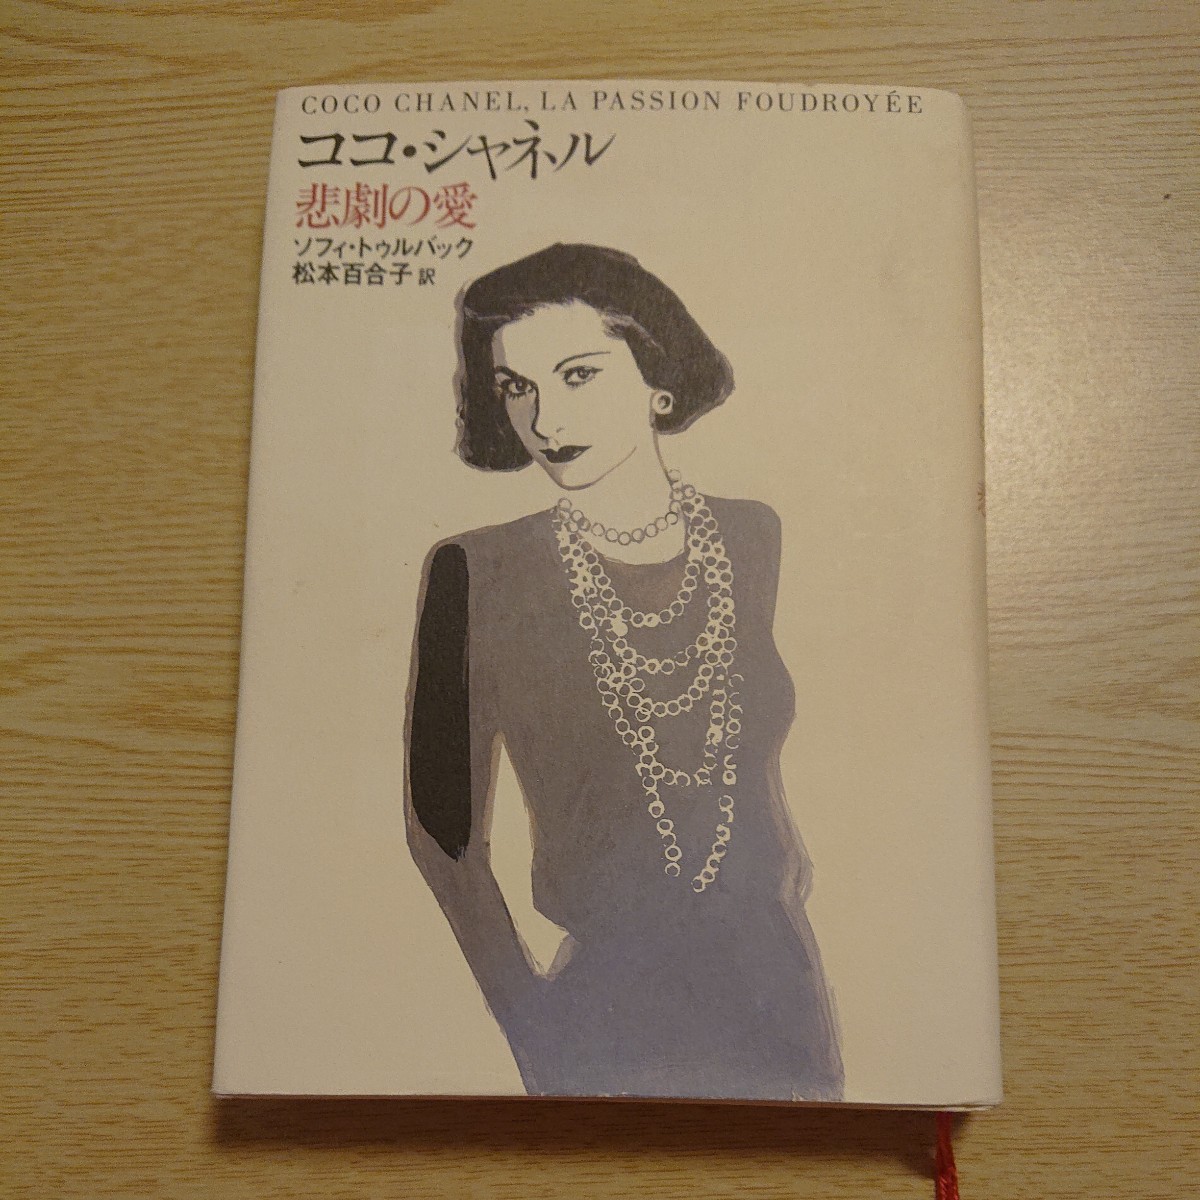 COCO CHANEL, LA PASSION FOUDROYÉE
ココ・シャネル
悲劇の愛
ソフィ・トゥルバック
松本百合子 訳